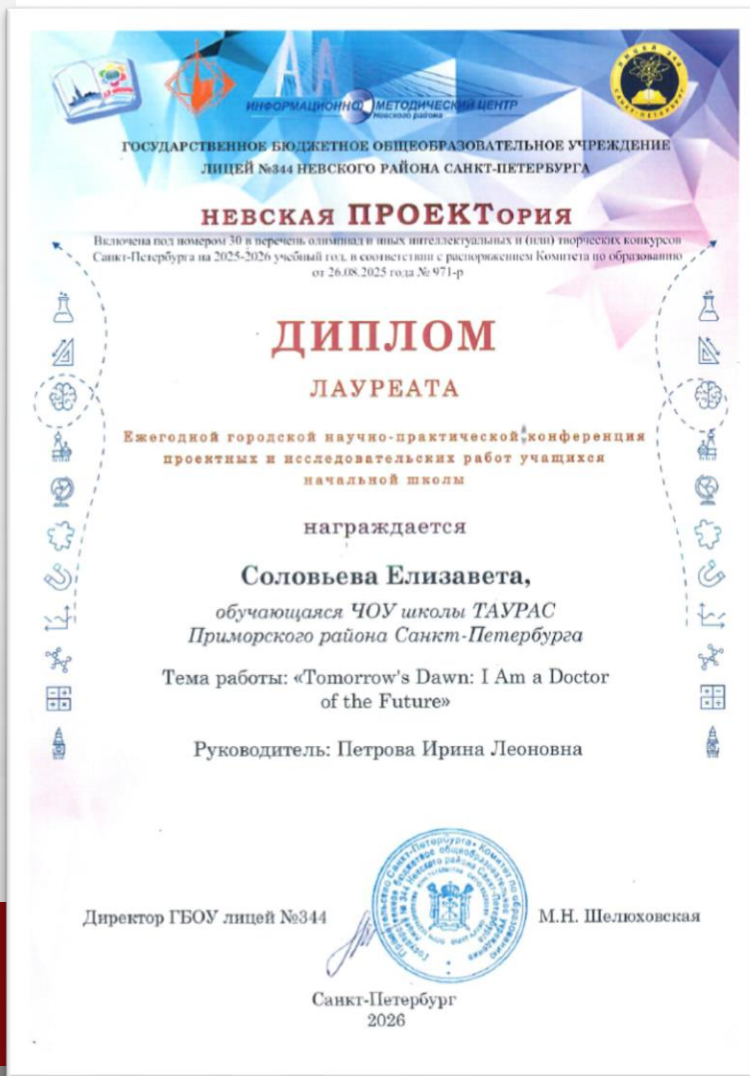 ИНФОРМАЦИОННО МЕТОДИЧЕСКИЙ ЦЕНТР
Невского района
ГОСУДАРСТВЕННОЕ БЮДЖЕТНОЕ ОБЩЕОБРАЗОВАТЕЛЬНОЕ УЧРЕЖДЕНИЕ
ЛИЦЕЙ №344 НЕВСКОГО РАЙОНА САНКТ-ПЕТЕРБУРГА
НЕВСКАЯ ПРОЕКТОРИЯ
Включена под номером 30 в перечень олимпиад и иных интеллектуальных и (или) творческих конкурсов
Санкт-Петербурга на 2025-2026 учебный год, в соответствии с распоряжением Комитета по образованию
от 26.08.2025 года № 971-р
ДИПЛОМ
ЛАУРЕАТА
Ежегодной городской научно-практической конференция
проектных и исследовательских работ учащихся
начальной школы
награждается
Соловьева Елизавета,
обучающаяся ЧОУ школы ТАУРАС
Приморского района Санкт-Петербурга
Тема работы: «Tomorrow's Dawn: I Am a Doctor
of the Future»
Руководитель: Петрова Ирина Леоновна
Директор ГБОУ лицей №344 М.Н. Шелюховская
Санкт-Петербург
2026